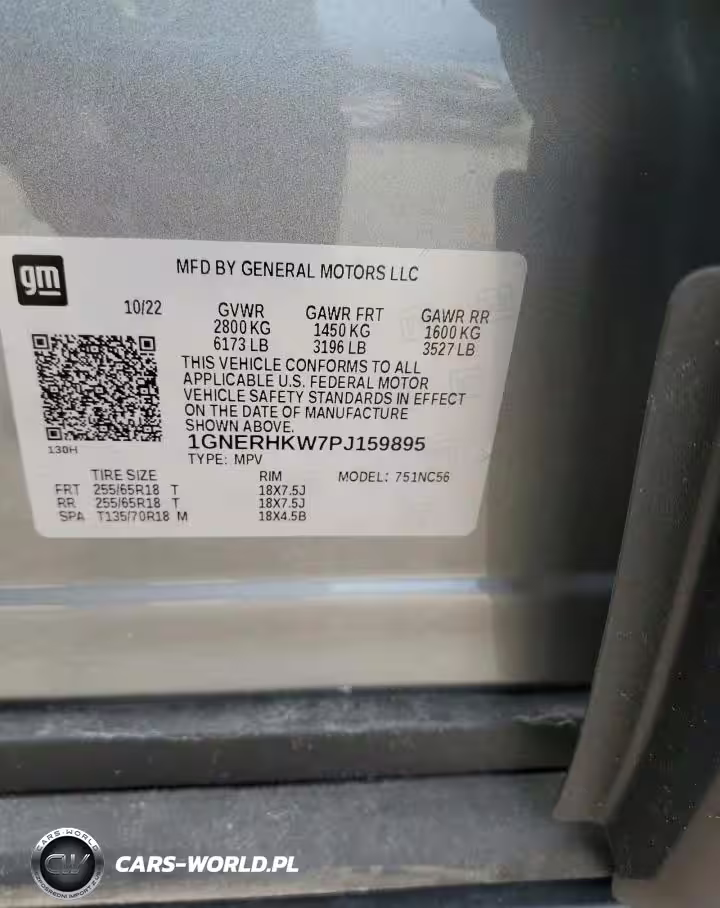 gm
MFD BY GENERAL MOTORS LLC
10/22 GVWR GAWR FRT GAWR RR
2800 KG 1450 KG 1600 KG
6173 LB 3196 LB 3527 LB
THIS VEHICLE CONFORMS TO ALL
APPLICABLE U.S. FEDERAL MOTOR
VEHICLE SAFETY STANDARDS IN EFFECT
ON THE DATE OF MANUFACTURE
SHOWN ABOVE.
1GNERHKW7PJ159895
130H
TYPE: MPV
TIRE SIZE RIM MODEL: 751NC56
FRT 255/65R18 T 18X7.5J
RR 255/65R18 T 18X7.5J
SPA T135/70R18 M 18X4.5B
CARS-WORLD
CW
CARS-WORLD.PL